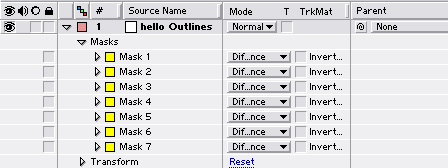 # Source Name Mode T TrkMat Parent
1 hello Outlines Normal None
Masks
Mask 1 Dif...nce Invert...
Mask 2 Dif...nce Invert...
Mask 3 Dif...nce Invert...
Mask 4 Dif...nce Invert...
Mask 5 Dif...nce Invert...
Mask 6 Dif...nce Invert...
Mask 7 Dif...nce Invert...
Transform Reset